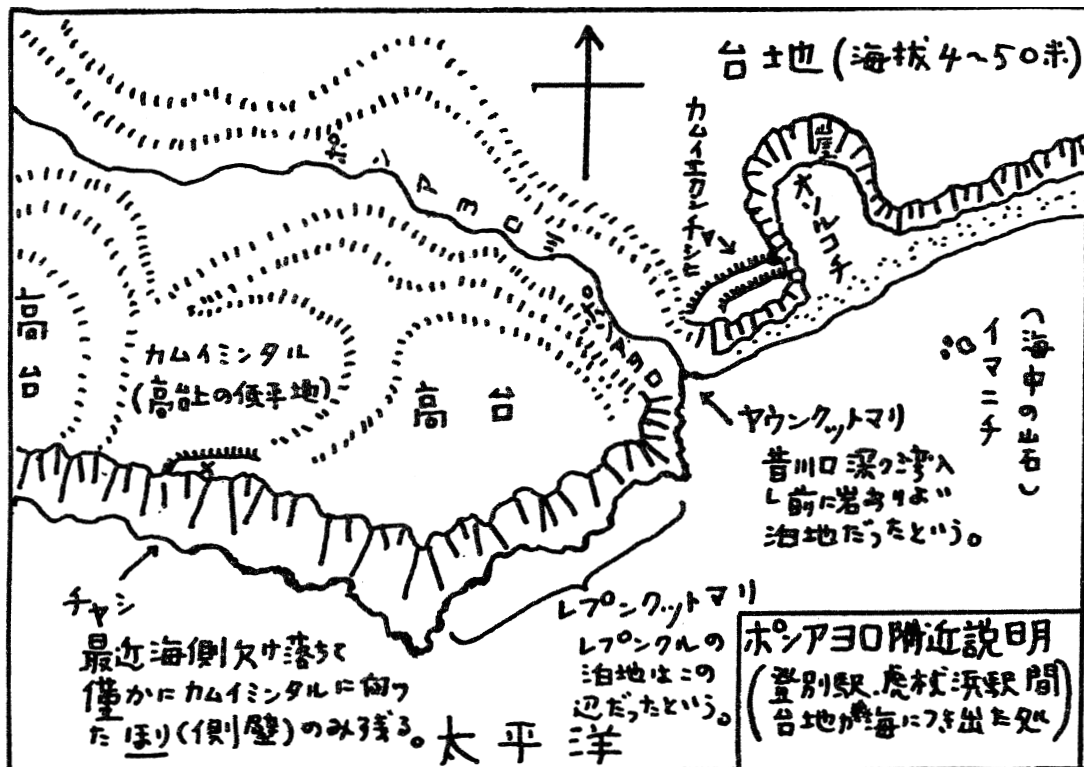 台地(海抜4~50米)
カムイエカシチャシ
崖
オソルコチ
ポンアヨロ
ポンアヨロ
高台
カムイミンタル
(高台上の低平地)
高台
イマニチ
(海中の岩)
ヤウンクットマリ
昔川口深く湾入
し前に岩ありよい
泊地だったという。
チャシ
最近海側欠け落ちて
僅かにカムイミンタルに向っ
たほり(側壁)のみ残る。
レプンクットマリ
レプンクルの
泊地はこの
辺だったという。
太平洋
ポンアヨロ附近説明
(登別駅.虎杖浜駅間
台地が海につき出た処)